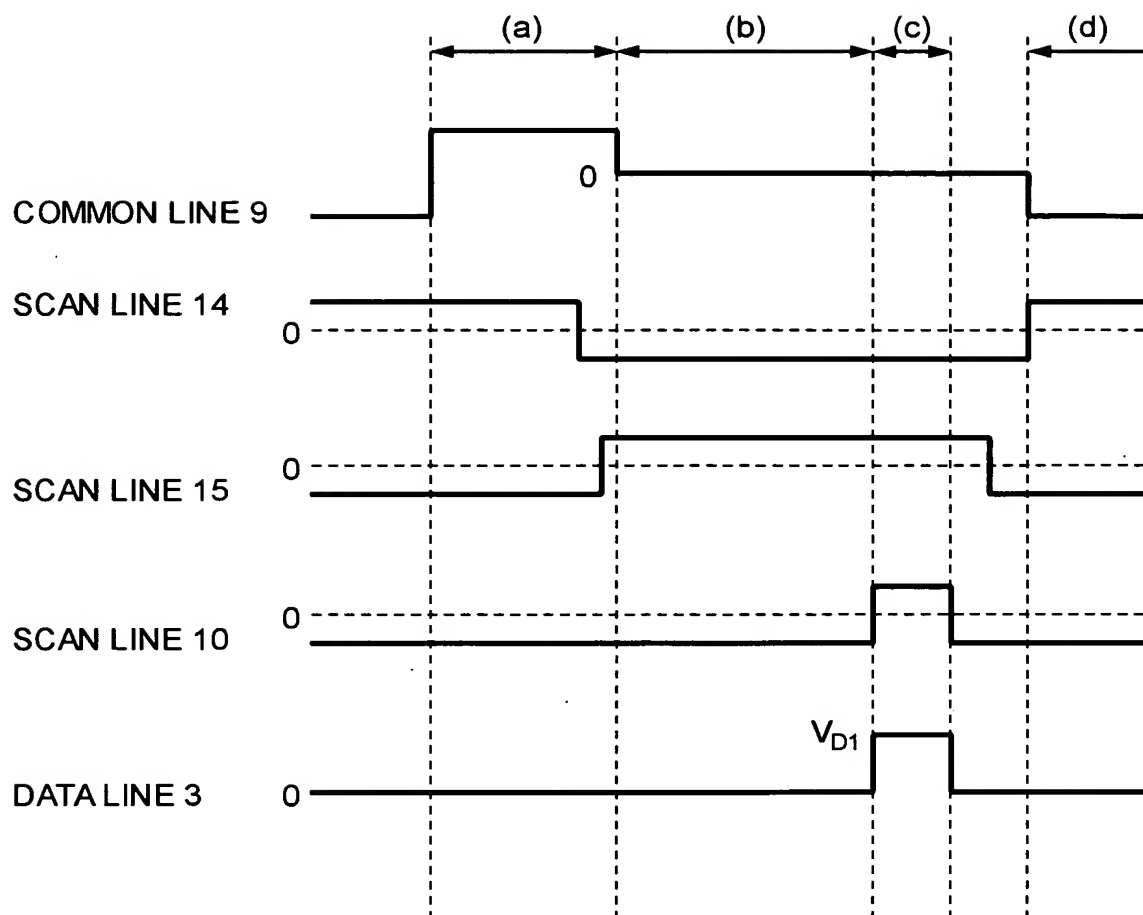 (a) (b) (c) (d)
0
COMMON LINE 9
SCAN LINE 14
0
0
SCAN LINE 15
0
SCAN LINE 10
VD1
DATA LINE 3 0